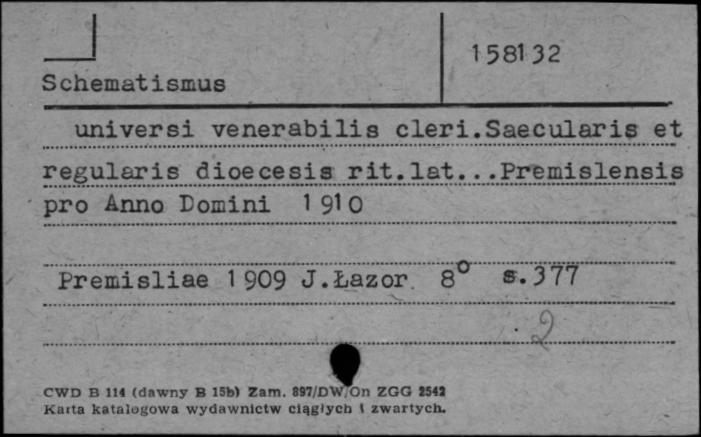 158132
Schematismus
universi venerabilis cleri.Saecularis et
regularis dioecesis rit.lat...Premislensis
pro Anno Domini 1910
Premisliae 1909 J.Łazor 8° s.377
2
CWD B 114 (dawny B 15b) Zam. 897/DW/On ZGG 2542
Karta katalogowa wydawnictw ciągłych i zwartych.